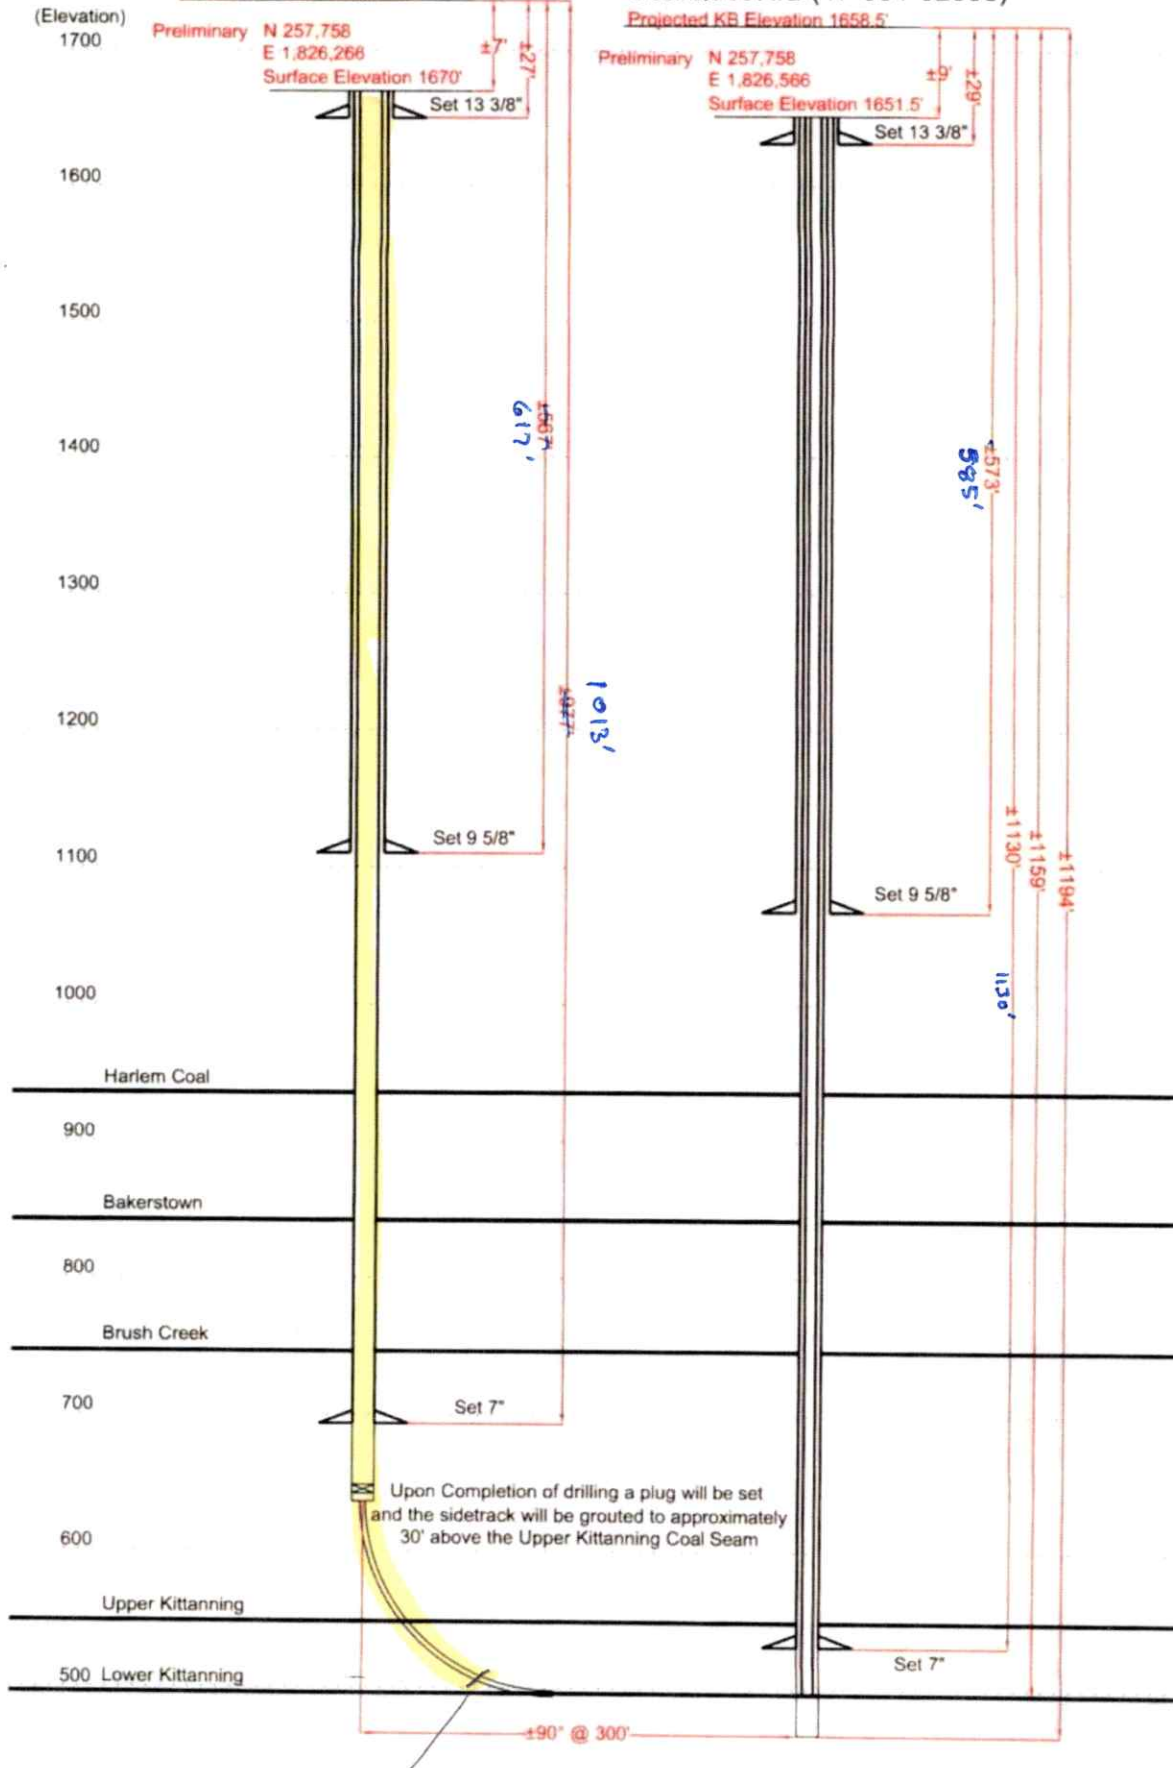 (Elevation)
1700
1600
1500
1400
1300
1200
1100
1000
900
800
700
600
500
Preliminary N 257,758
E 1,826,266
Surface Elevation 1670'
±7'
±27'
Set 13 3/8"
±567'
617'
±977'
1013'
Set 9 5/8"
Set 7"
Projected KB Elevation 1658.5'
Preliminary N 257,758
E 1,826,566
Surface Elevation 1651.5'
±9'
±29'
Set 13 3/8"
±573'
585'
±1130'
±1159'
±1194'
Set 9 5/8"
1130'
Harlem Coal
Bakerstown
Brush Creek
Upon Completion of drilling a plug will be set
and the sidetrack will be grouted to approximately
30' above the Upper Kittanning Coal Seam
Upper Kittanning
Lower Kittanning
Set 7"
±90° @ 300'